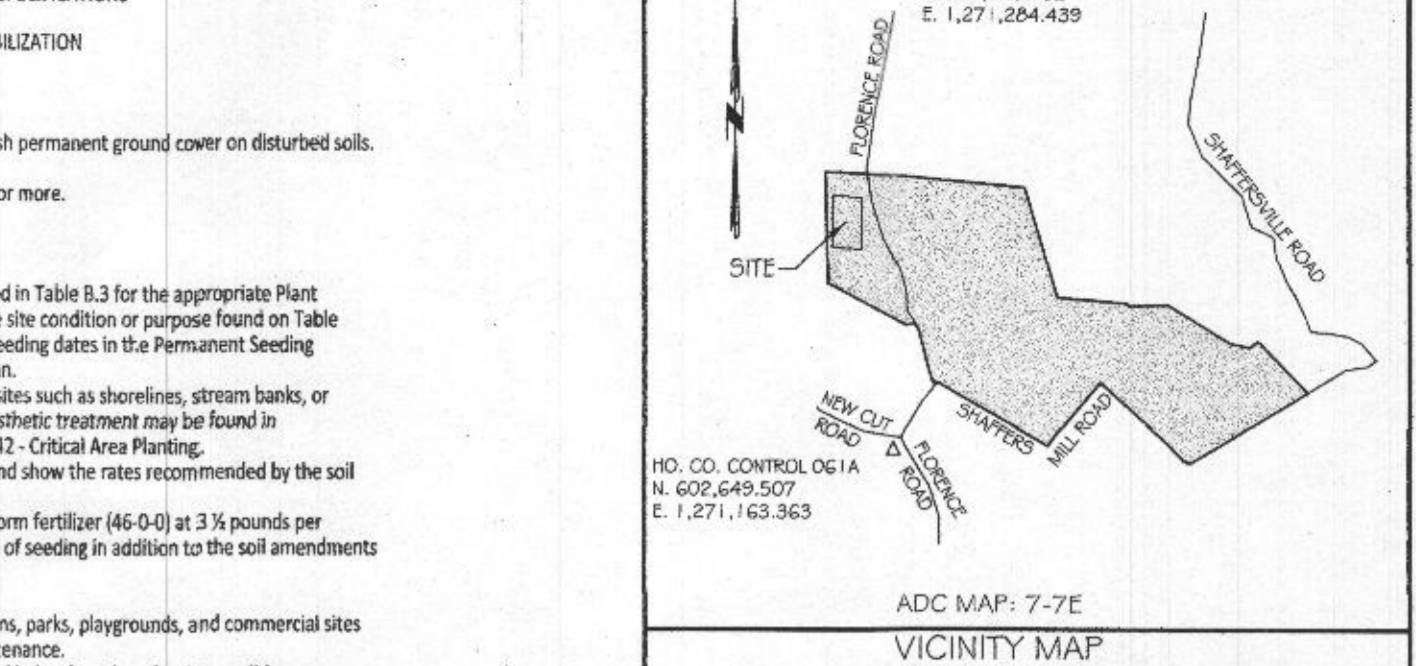 BILIZATION
sh permanent ground cower on disturbed soils.
or more.
d in Table B.3 for the appropriate Plant
e site condition or purpose found on Table
eeding dates in the Permanent Seeding
an.
sites such as shorelines, stream banks, or
sthetic treatment may be found in
42 - Critical Area Planting.
nd show the rates recommended by the soil
orm fertilizer (46-0-0) at 3 ½ pounds per
of seeding in addition to the soil amendments
ns, parks, playgrounds, and commercial sites
tenance.
E. 1,271,284.439
FLORENCE ROAD
SHAFFERSVILLE ROAD
SITE
NEW CUT
ROAD
SHAFFERS
MILL ROAD
FLORENCE
ROAD
HO. CO. CONTROL 061A
N. 602,649.507
E. 1,271,163.363
ADC MAP: 7-7E
VICINITY MAP